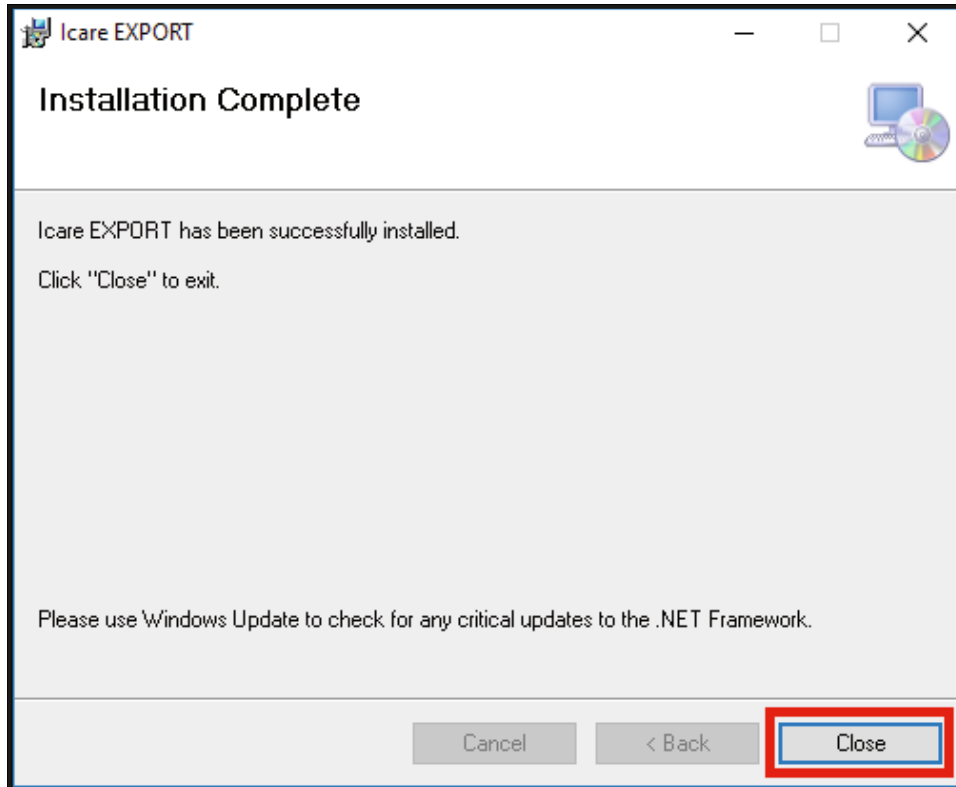 Icare EXPORT
Installation Complete
Icare EXPORT has been successfully installed.
Click "Close" to exit.
Please use Windows Update to check for any critical updates to the .NET Framework.
Cancel
< Back
Close